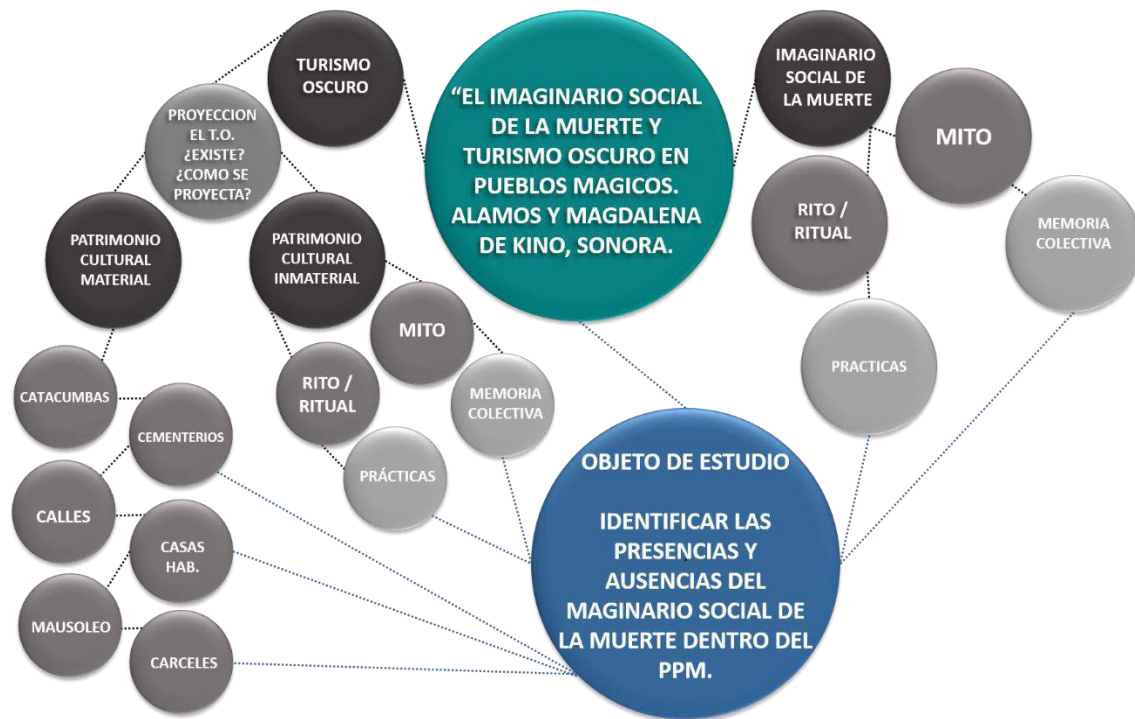 TURISMO
OSCURO
PROYECCION
EL T.O.
¿EXISTE?
¿COMO SE
PROYECTA?
PATRIMONIO
CULTURAL
MATERIAL
PATRIMONIO
CULTURAL
INMATERIAL
CATACUMBAS
CEMENTERIOS
CALLES
CASAS
HAB.
MAUSOLEO
CARCELES
MITO
RITO /
RITUAL
MEMORIA
COLECTIVA
PRÁCTICAS
“EL IMAGINARIO SOCIAL
DE LA MUERTE Y
TURISMO OSCURO EN
PUEBLOS MAGICOS.
ALAMOS Y MAGDALENA
DE KINO, SONORA.
IMAGINARIO
SOCIAL DE
LA MUERTE
MITO
RITO /
RITUAL
MEMORIA
COLECTIVA
PRACTICAS
OBJETO DE ESTUDIO
IDENTIFICAR LAS
PRESENCIAS Y
AUSENCIAS DEL
MAGINARIO SOCIAL DE
LA MUERTE DENTRO DEL
PPM.